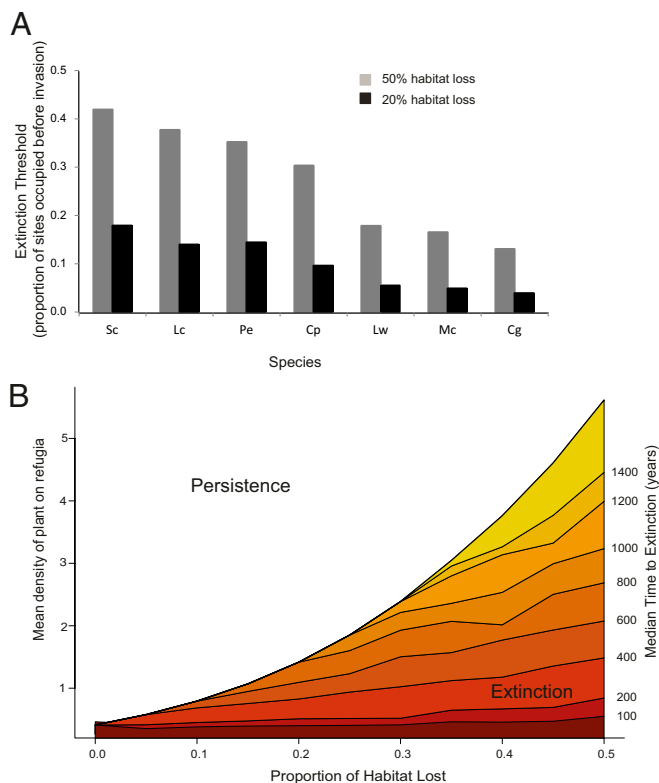 A
Extinction Threshold
(proportion of sites occupied before invasion)
0.5
0.4
0.3
0.2
0.1
0.0
50% habitat loss
20% habitat loss
Sc Lc Pe Cp Lw Mc Cg
Species
B
Mean density of plant on refugia
5
4
3
2
1
Persistence
Extinction
1400
1200
1000
800
600
400
200
100
Median Time to Extinction (years)
0.0 0.1 0.2 0.3 0.4 0.5
Proportion of Habitat Lost